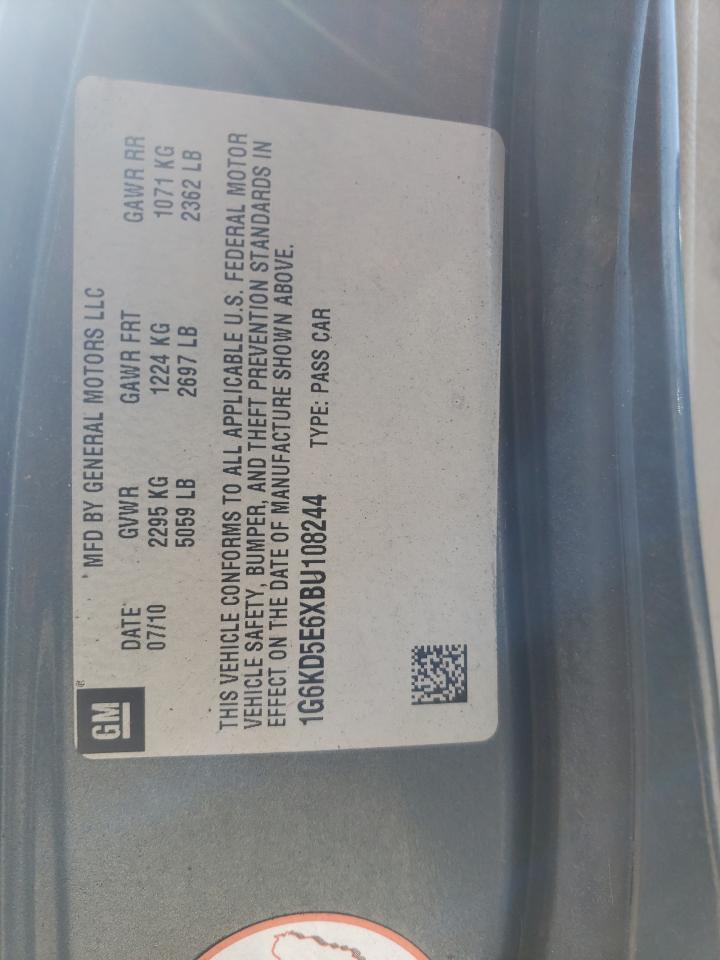 GM®
MFD BY GENERAL MOTORS LLC
DATE GVWR GAWR FRT GAWR RR
07/10 2295 KG 1224 KG 1071 KG
5059 LB 2697 LB 2362 LB
THIS VEHICLE CONFORMS TO ALL APPLICABLE U.S. FEDERAL MOTOR
VEHICLE SAFETY, BUMPER, AND THEFT PREVENTION STANDARDS IN
EFFECT ON THE DATE OF MANUFACTURE SHOWN ABOVE.
1G6KD5E6XBU108244 TYPE: PASS CAR